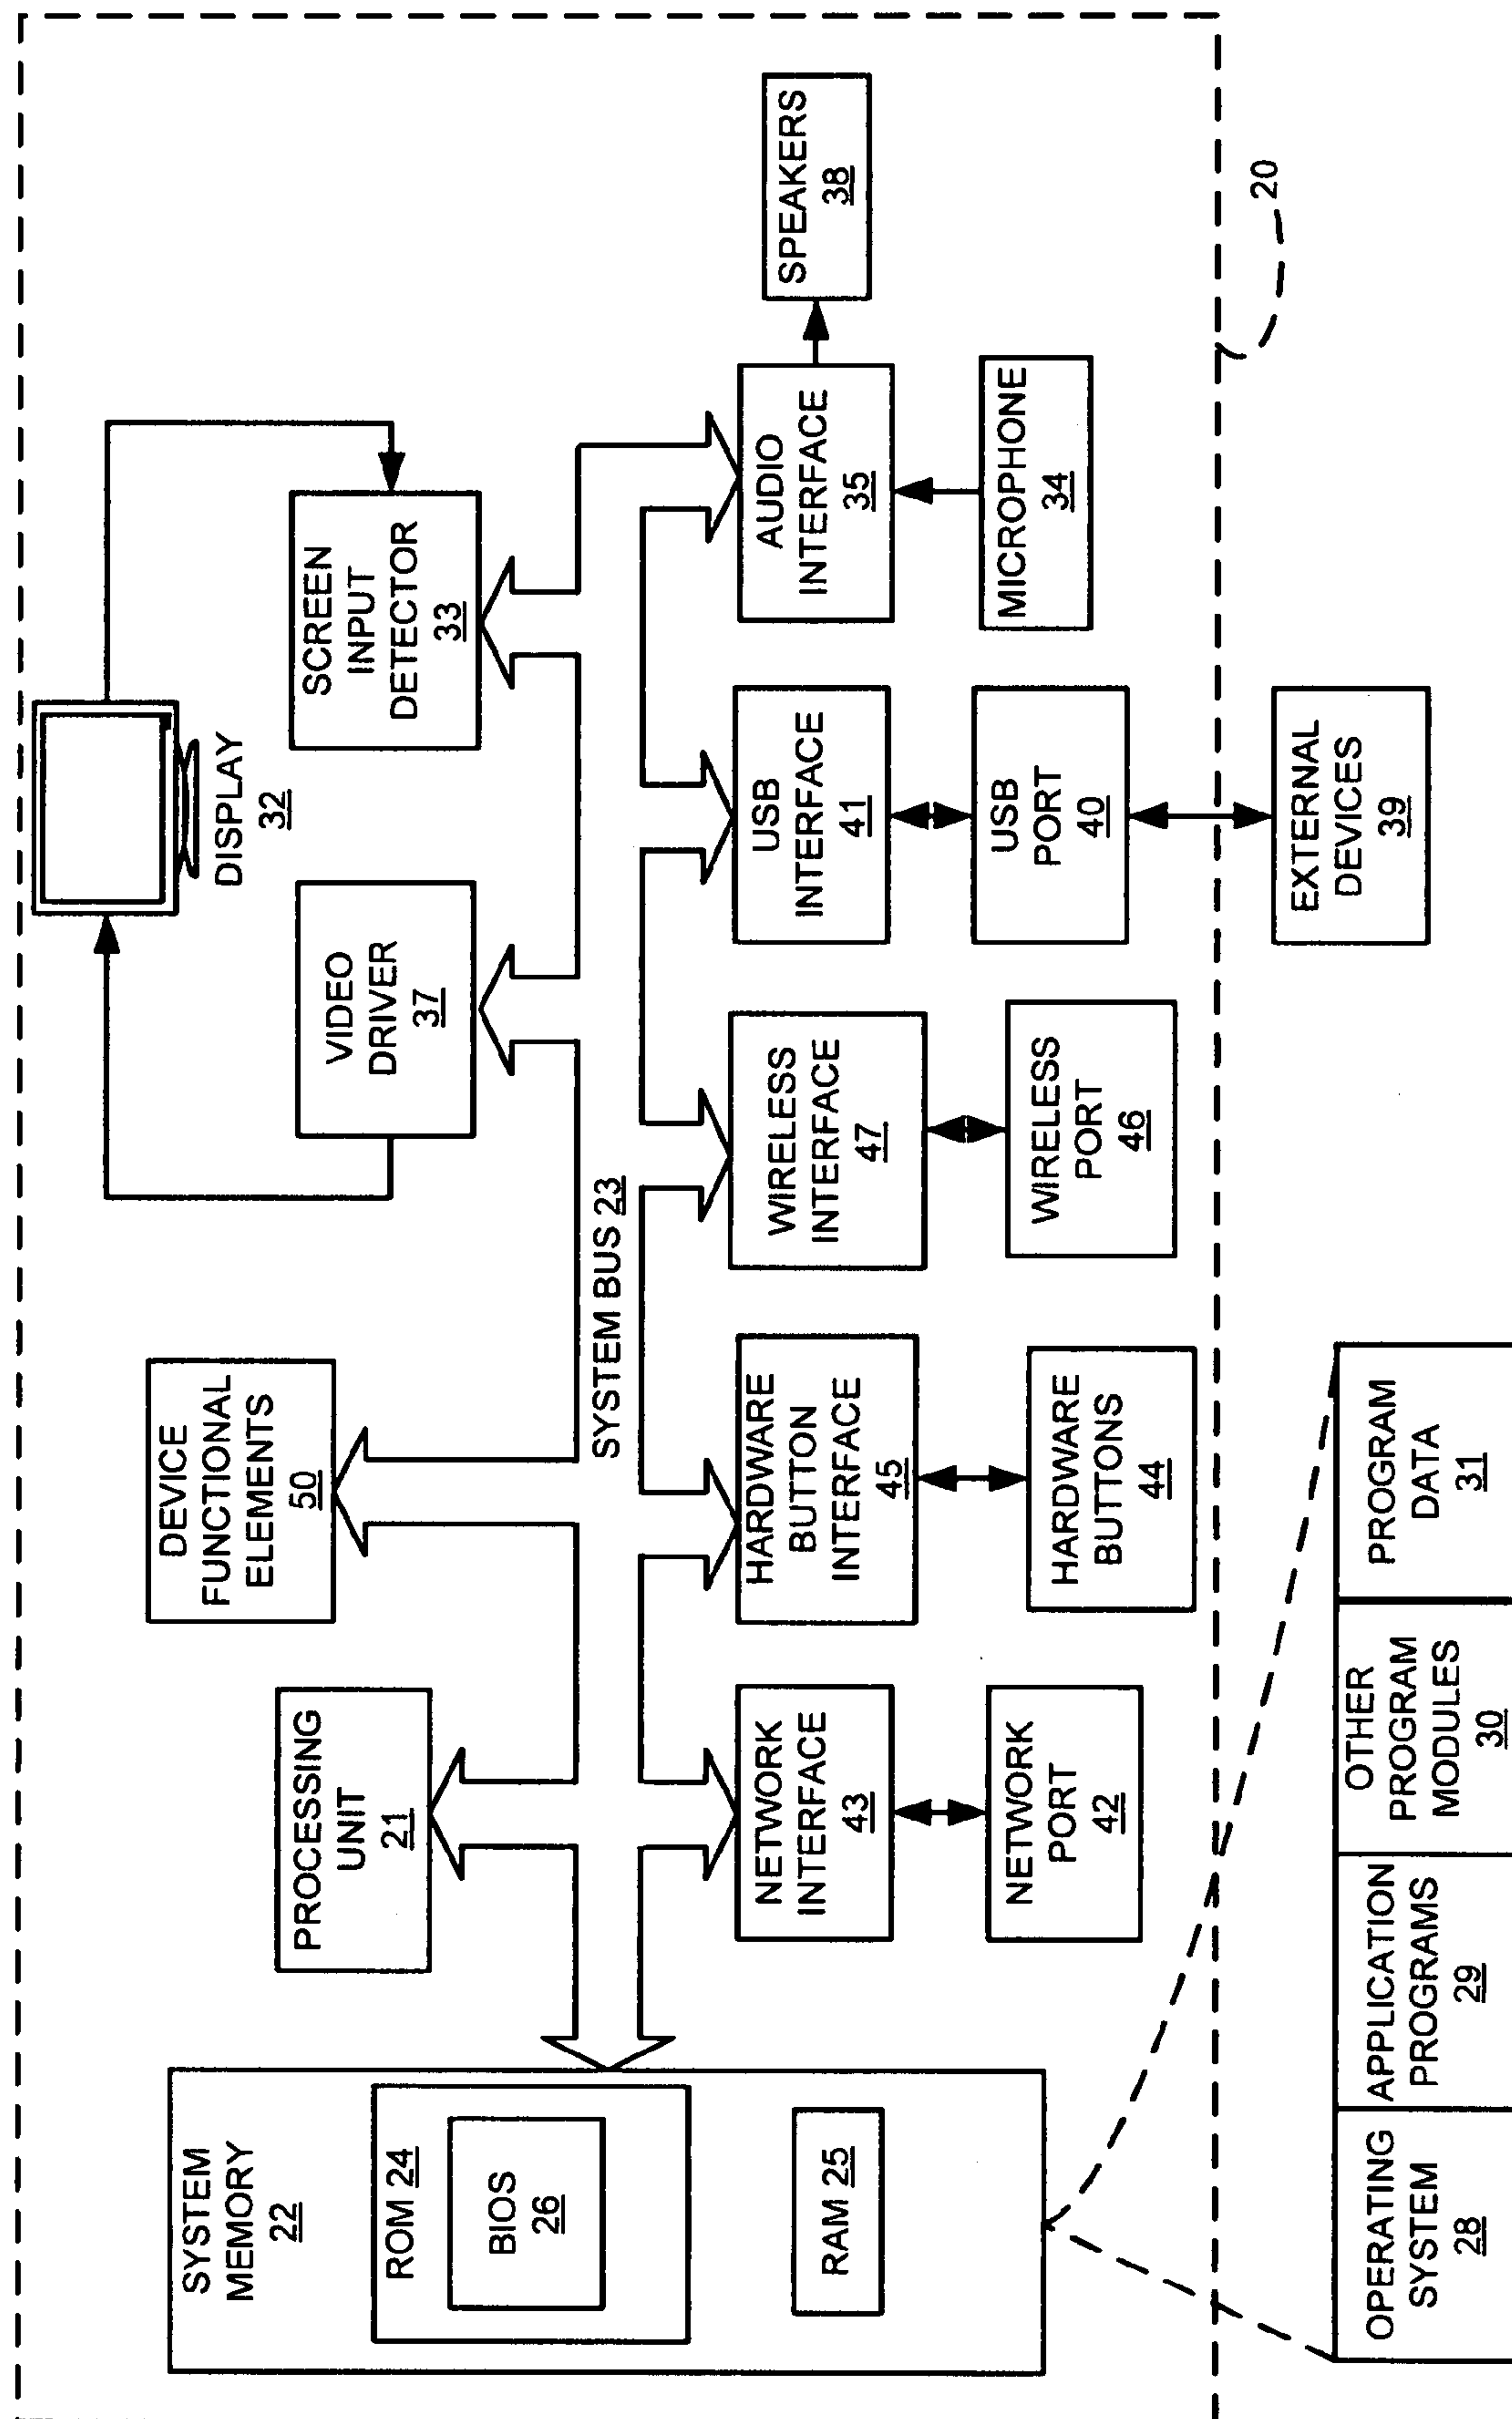 SYSTEM
MEMORY
22
ROM 24
BIOS
26
RAM 25
PROCESSING
UNIT
21
DEVICE
FUNCTIONAL
ELEMENTS
50
VIDEO
DRIVER
37
DISPLAY
32
SCREEN
INPUT
DETECTOR
33
SYSTEM BUS 23
NETWORK
INTERFACE
43
HARDWARE
BUTTON
INTERFACE
45
WIRELESS
INTERFACE
47
USB
INTERFACE
41
AUDIO
INTERFACE
35
SPEAKERS
38
NETWORK
PORT
42
HARDWARE
BUTTONS
44
WIRELESS
PORT
46
USB
PORT
40
MICROPHONE
34
20
EXTERNAL
DEVICES
39
OPERATING
SYSTEM
28
APPLICATION
PROGRAMS
29
OTHER
PROGRAM
MODULES
30
PROGRAM
DATA
31